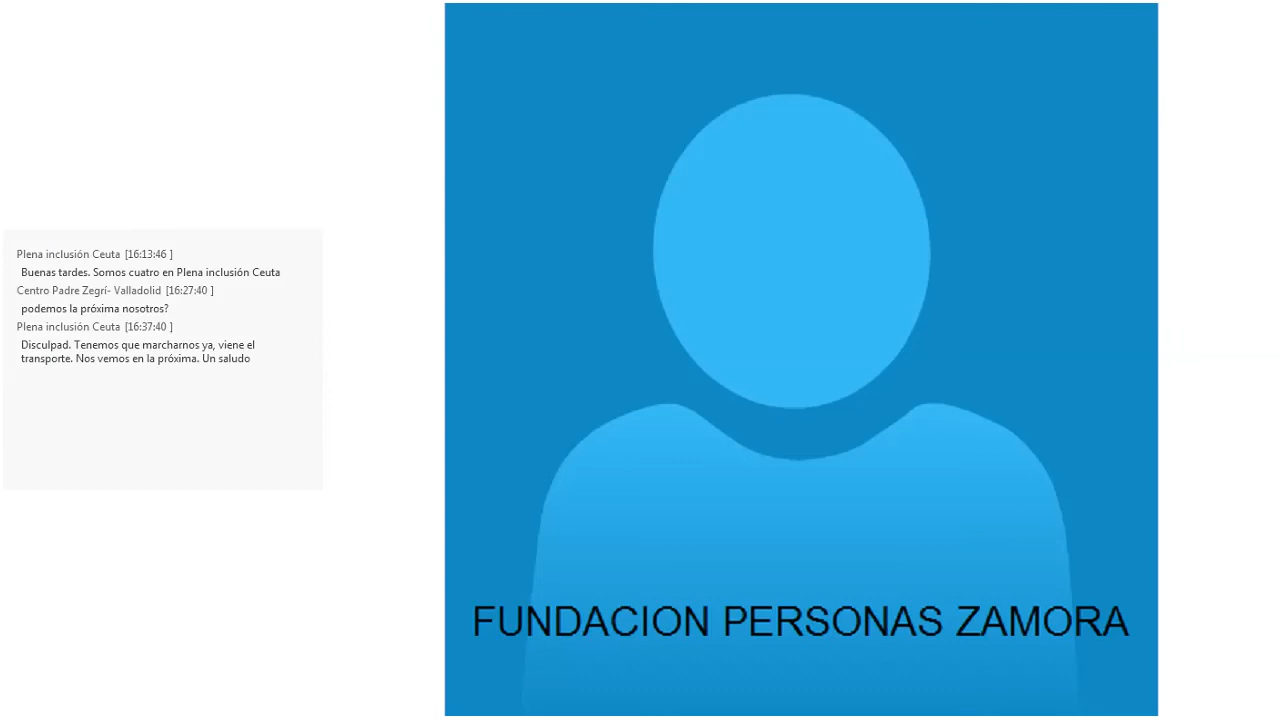 Plena inclusión Ceuta [16:13:46 ]
Buenas tardes. Somos cuatro en Plena inclusión Ceuta
Centro Padre Zegrí- Valladolid [16:27:40 ]
podemos la próxima nosotros?
Plena inclusión Ceuta [16:37:40 ]
Disculpad. Tenemos que marcharnos ya, viene el
transporte. Nos vemos en la próxima. Un saludo
FUNDACION PERSONAS ZAMORA